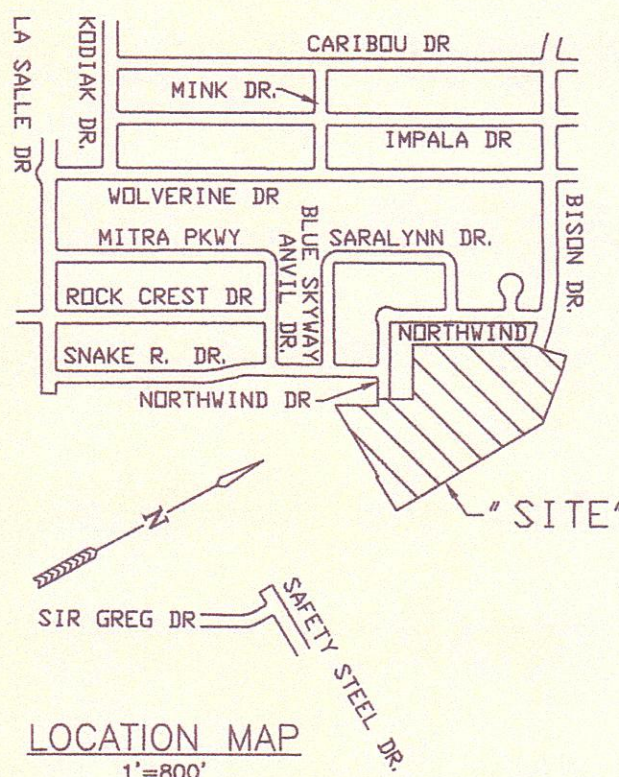 LA SALLE DR
KODIAK DR.
CARIBOU DR
MINK DR.
IMPALA DR
WOLVERINE DR
BISON DR.
MITRA PKWY
ANVIL DR.
BLUE SKYWAY
SARALYNN DR.
ROCK CREST DR
NORTHWIND
SNAKE R. DR.
NORTHWIND DR
"SITE"
N
SIR GREG DR
SAFETY STEEL DR.
LOCATION MAP
1'=800'